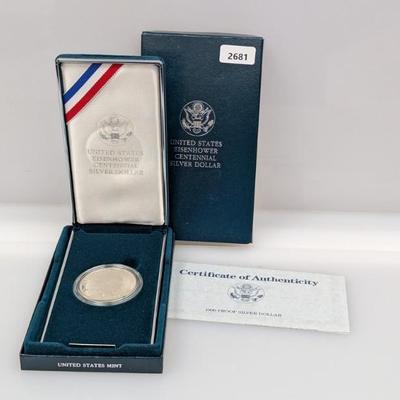 2681
UNITED STATES
EISENHOWER
CENTENNIAL
SILVER DOLLAR
UNITED STATES
EISENHOWER
CENTENNIAL
SILVER DOLLAR
Certificate of Authenticity
1990 PROOF SILVER DOLLAR
UNITED STATES MINT